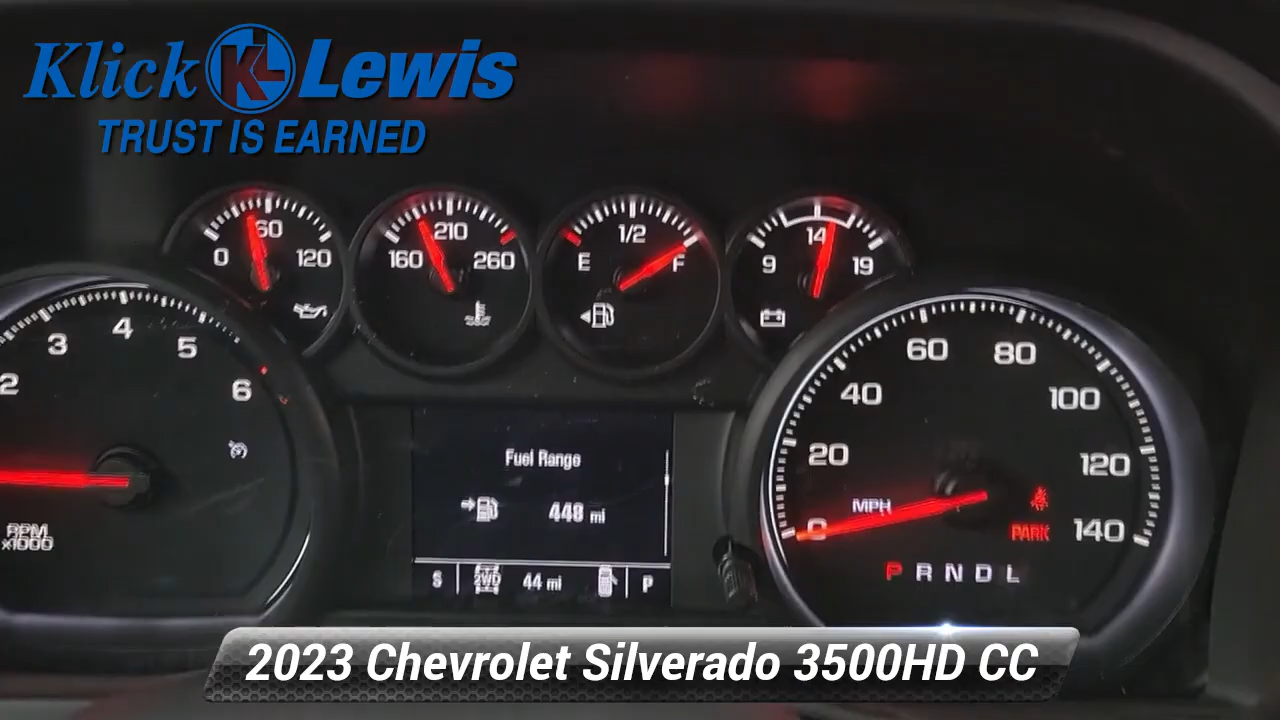 Klick KL Lewis
TRUST IS EARNED
0 60 120
160 210 260
E 1/2 F
9 14 19
2 3 4 5 6
RPM
x1000
Fuel Range
448 mi
S 2WD 44 mi P
0 20 40 60 80 100 120 140
MPH
PARK
P R N D L
2023 Chevrolet Silverado 3500HD CC